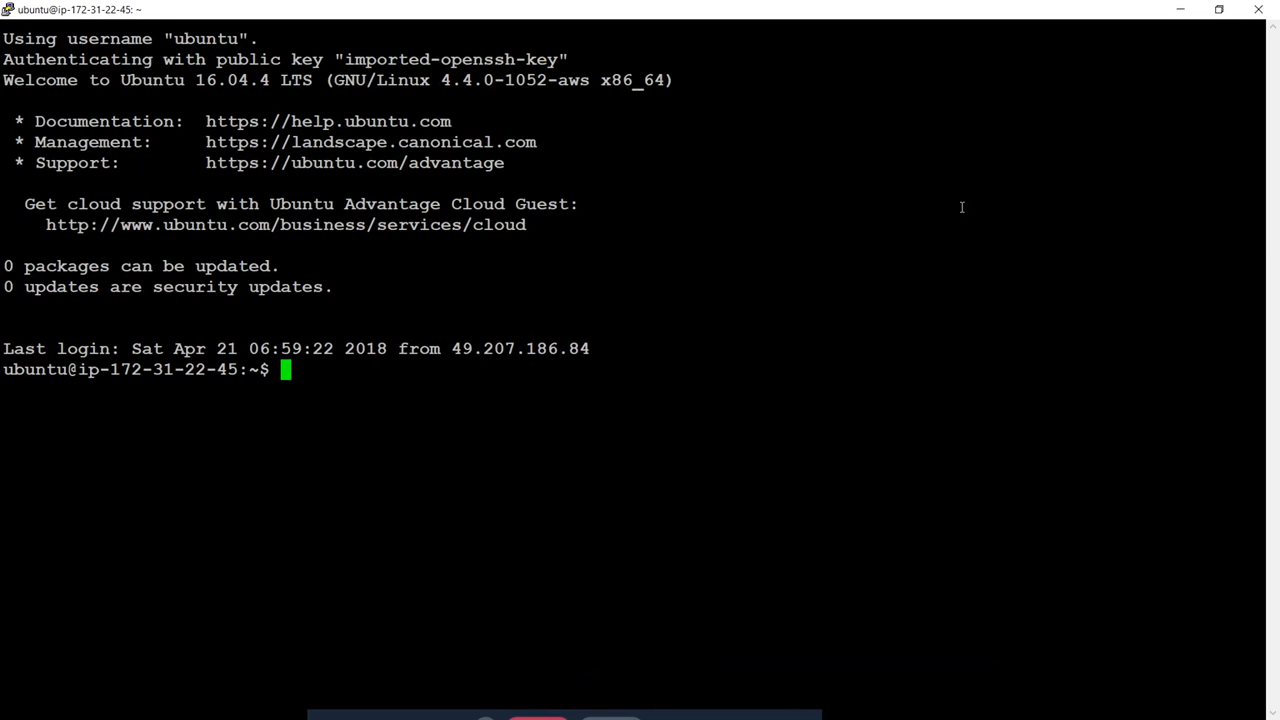 ubuntu@ip-172-31-22-45: ~
Using username "ubuntu".
Authenticating with public key "imported-openssh-key"
Welcome to Ubuntu 16.04.4 LTS (GNU/Linux 4.4.0-1052-aws x86_64)
* Documentation: https://help.ubuntu.com
* Management: https://landscape.canonical.com
* Support: https://ubuntu.com/advantage
Get cloud support with Ubuntu Advantage Cloud Guest:
http://www.ubuntu.com/business/services/cloud
0 packages can be updated.
0 updates are security updates.
Last login: Sat Apr 21 06:59:22 2018 from 49.207.186.84
ubuntu@ip-172-31-22-45:~$